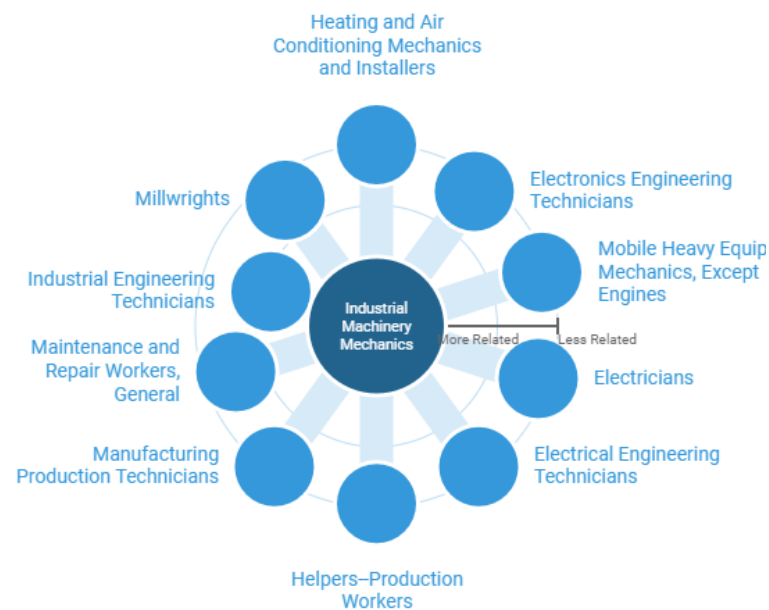 Heating and Air
Conditioning Mechanics
and Installers
Electronics Engineering
Technicians
Millwrights
Mobile Heavy Equip
Mechanics, Except
Engines
Industrial Engineering
Technicians
Industrial
Machinery
Mechanics
More Related
Less Related
Maintenance and
Repair Workers,
General
Electricians
Manufacturing
Production Technicians
Electrical Engineering
Technicians
Helpers–Production
Workers